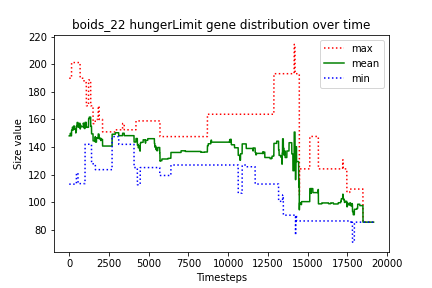 boids_22 hungerLimit gene distribution over time
220
200
180
160
140
120
100
80
Size value
max
mean
min
0
2500
5000
7500
10000
12500
15000
17500
20000
Timesteps